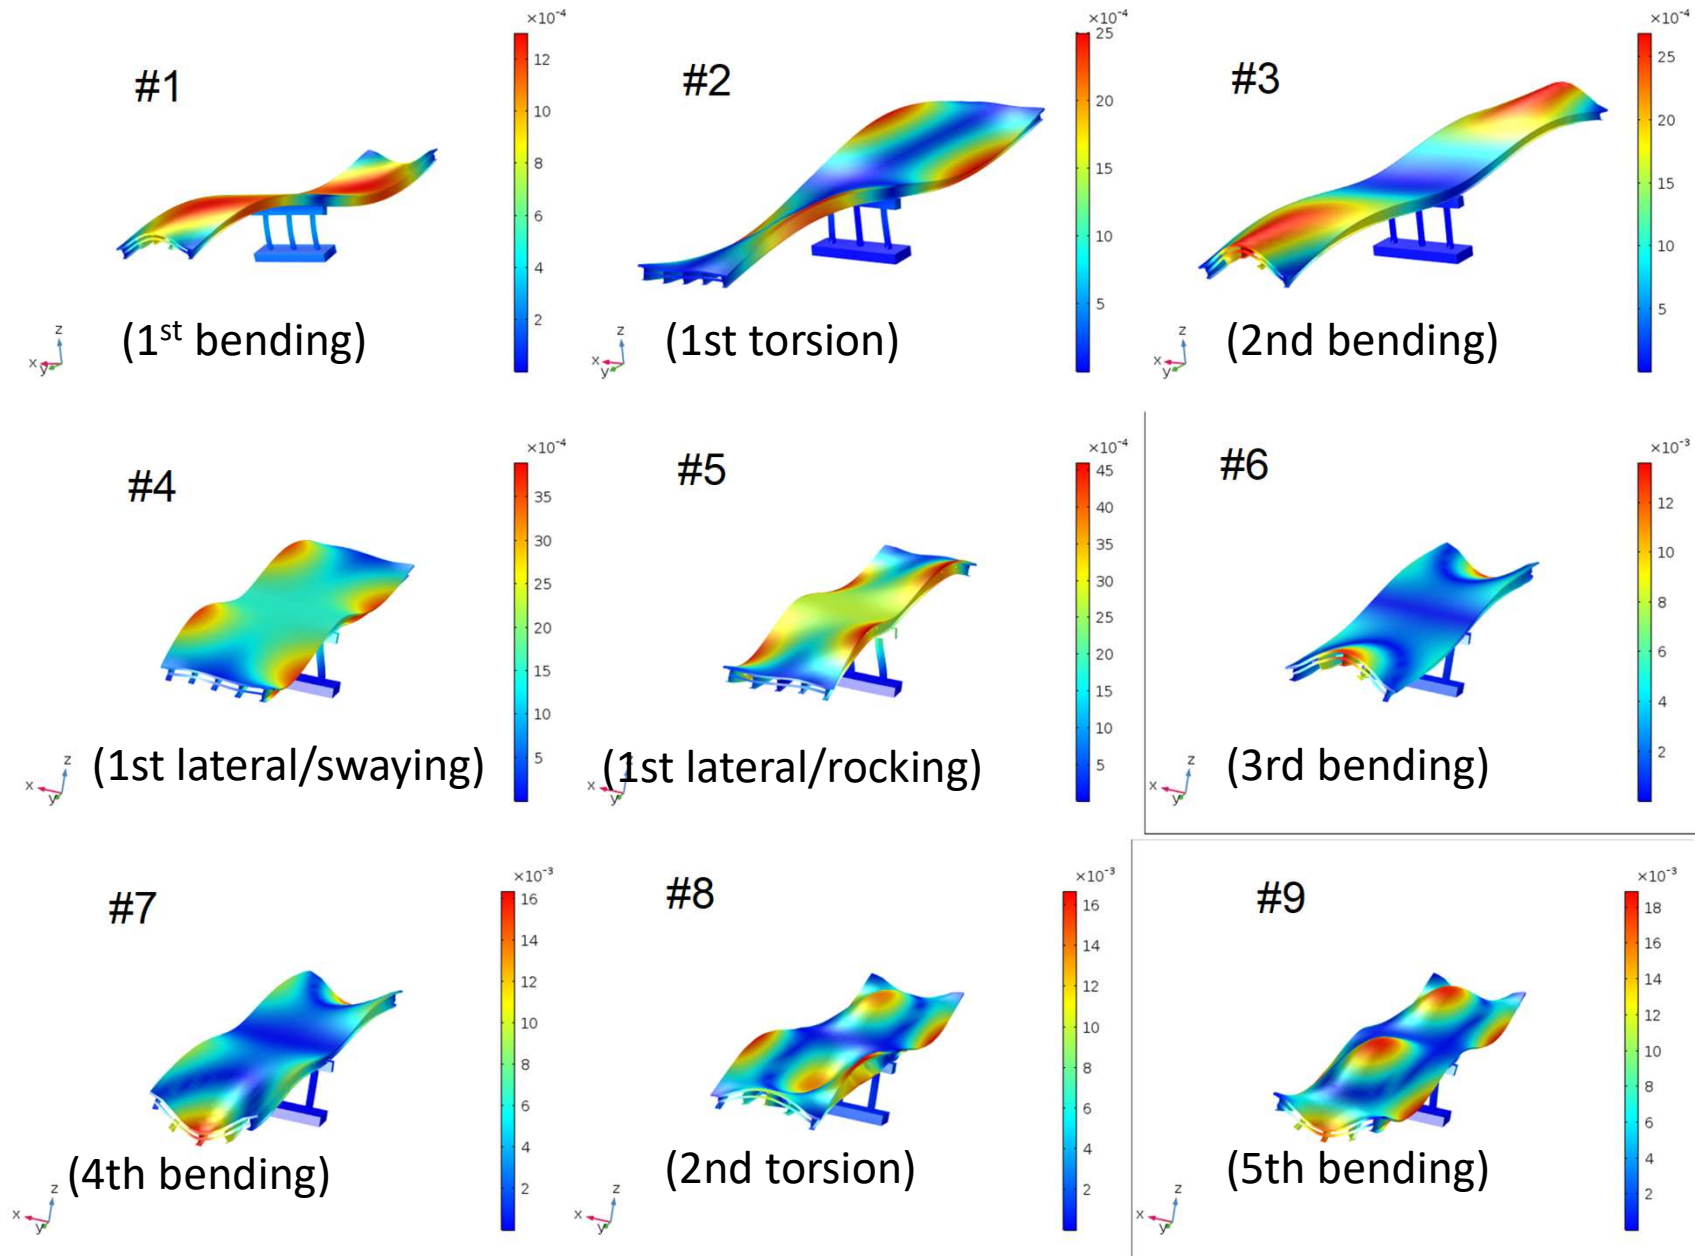 #1
×10⁻⁴
12
10
8
6
4
2
z
x
y
(1st bending)
#2
×10⁻⁴
25
20
15
10
5
z
x
y
(1st torsion)
#3
×10⁻⁴
25
20
15
10
5
z
x
y
(2nd bending)
#4
×10⁻⁴
35
30
25
20
15
10
5
z
x
y
(1st lateral/swaying)
#5
×10⁻⁴
45
40
35
30
25
20
15
10
5
z
x
y
(1st lateral/rocking)
#6
×10⁻³
12
10
8
6
4
2
z
x
y
(3rd bending)
#7
×10⁻³
16
14
12
10
8
6
4
2
z
x
y
(4th bending)
#8
×10⁻³
16
14
12
10
8
6
4
2
z
x
y
(2nd torsion)
#9
×10⁻³
18
16
14
12
10
8
6
4
2
z
x
y
(5th bending)